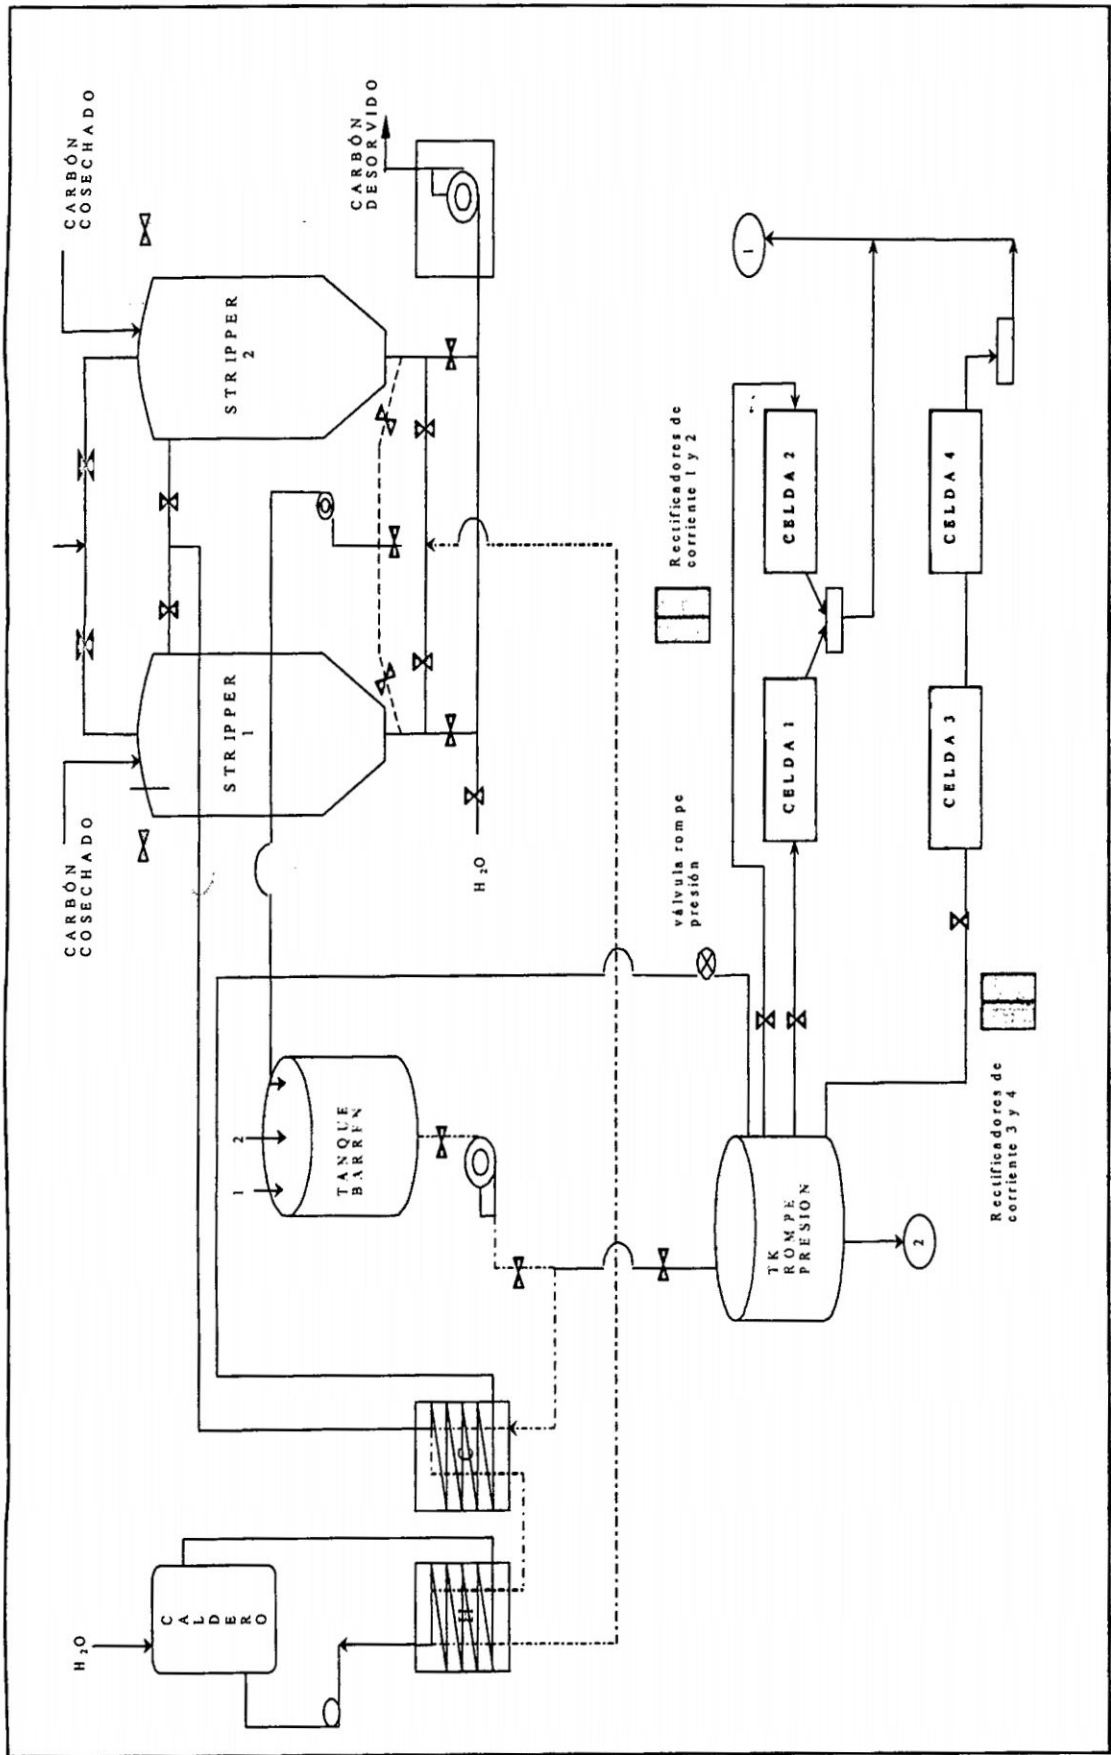 H₂O
CALDERO
H
C
1
2
TANQUE
BARREN
CARBÓN
COSECHADO
STRIPPER
1
STRIPPER
2
CARBÓN
COSECHADO
CARBÓN
DESORVIDO
H₂O
válvula rompe
presión
TK
ROMPE
PRESION
2
Rectificadores de
corriente 1 y 2
CELDA 1
CELDA 2
1
CELDA 3
CELDA 4
Rectificadores de
corriente 3 y 4